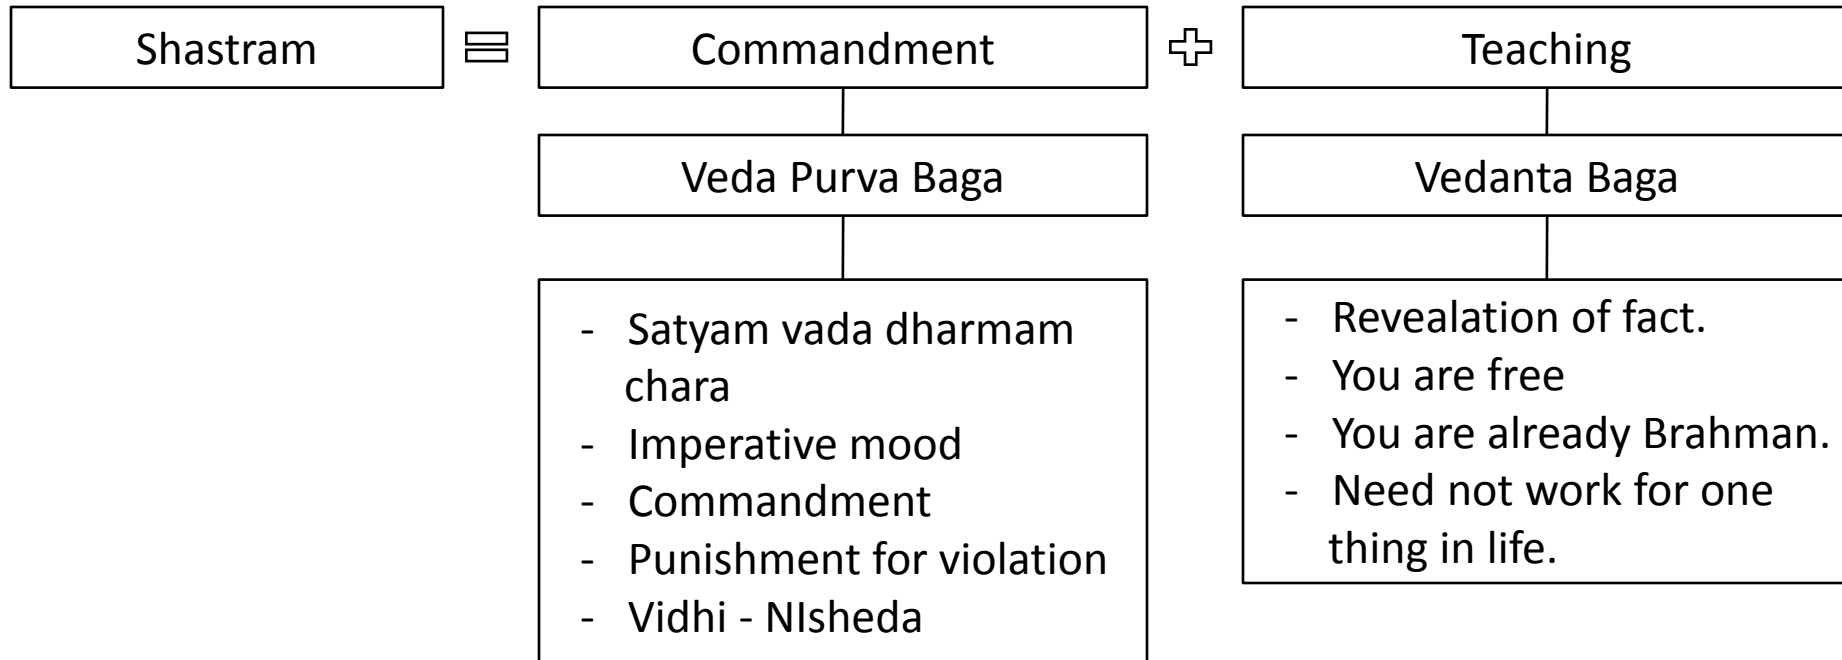 Shastram = Commandment + Teaching
Veda Purva Baga
Vedanta Baga
- Satyam vada dharmam
chara
- Imperative mood
- Commandment
- Punishment for violation
- Vidhi - NIsheda
- Revealation of fact.
- You are free
- You are already Brahman.
- Need not work for one
thing in life.